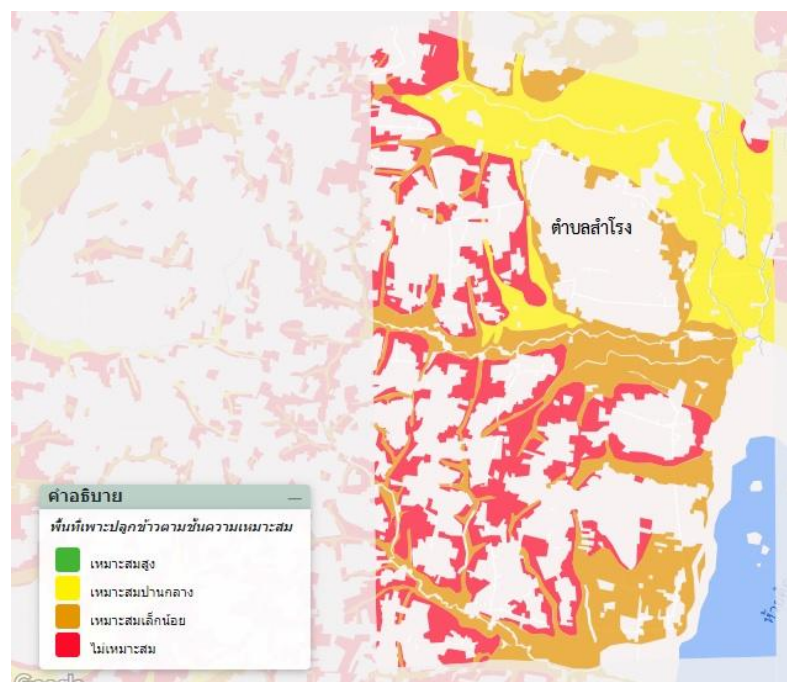 ตำบลสำโรง
คำอธิบาย
พื้นที่เพาะปลูกข้าวตามชั้นความเหมาะสม
เหมาะสมสูง
เหมาะสมปานกลาง
เหมาะสมเล็กน้อย
ไม่เหมาะสม
Google